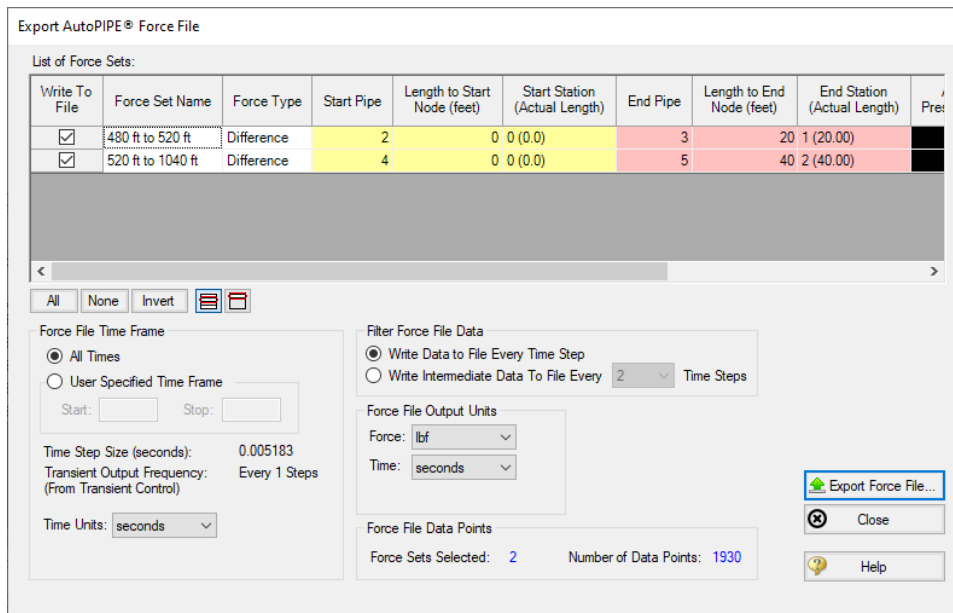 Export AutoPIPE® Force File
List of Force Sets:
Write To File Force Set Name Force Type Start Pipe Length to Start Node (feet) Start Station (Actual Length) End Pipe Length to End Node (feet) End Station (Actual Length)
480 ft to 520 ft Difference 2 0 0 (0.0) 3 20 1 (20.00)
520 ft to 1040 ft Difference 4 0 0 (0.0) 5 40 2 (40.00)
All None Invert
Force File Time Frame
All Times
User Specified Time Frame
Start: Stop:
Time Step Size (seconds): 0.005183
Transient Output Frequency: Every 1 Steps
(From Transient Control)
Time Units: seconds
Filter Force File Data
Write Data to File Every Time Step
Write Intermediate Data To File Every 2 Time Steps
Force File Output Units
Force: lbf
Time: seconds
Force File Data Points
Force Sets Selected: 2 Number of Data Points: 1930
Export Force File...
Close
Help